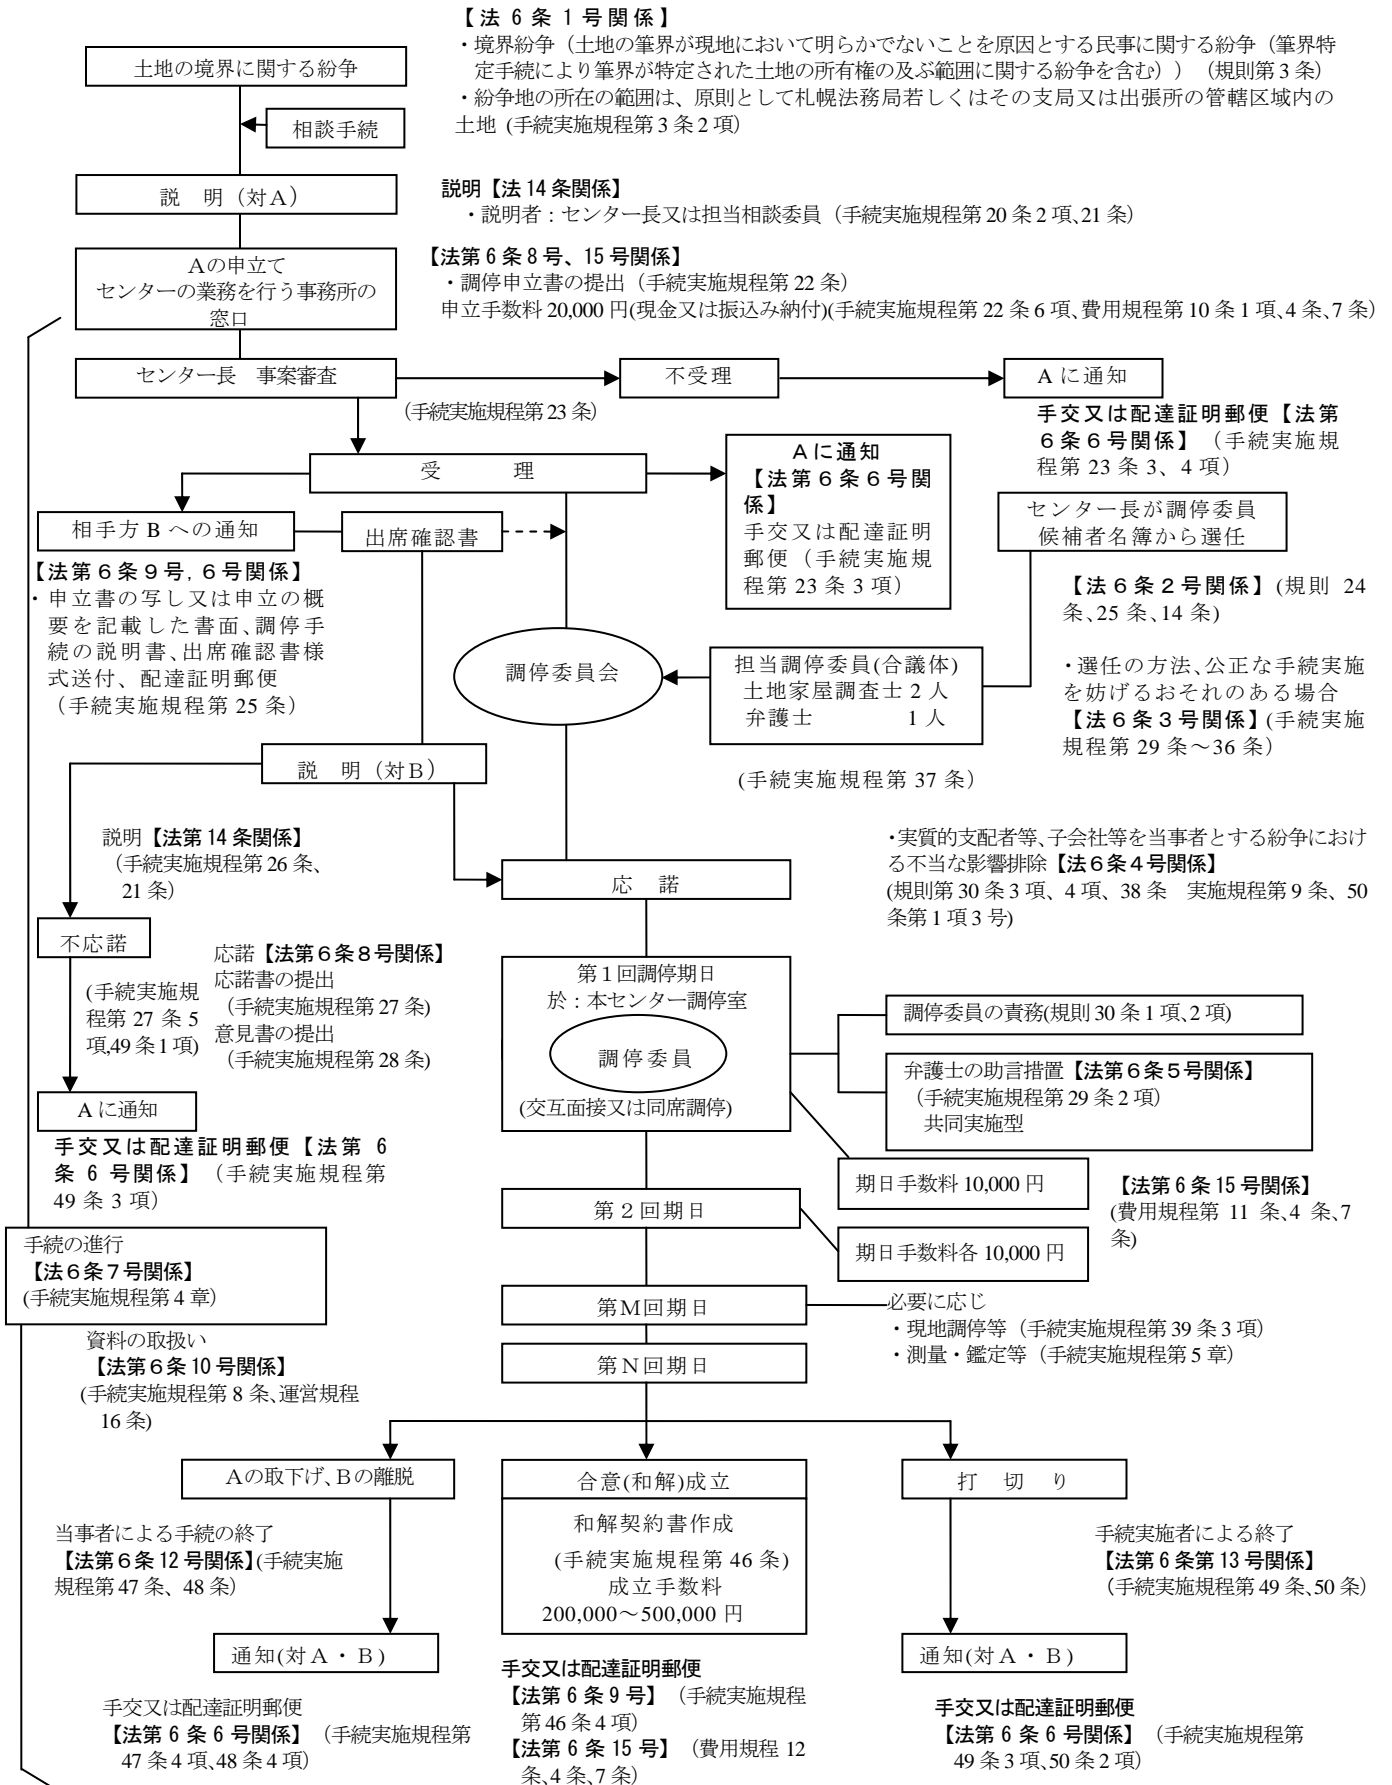 【法 6 条 1 号関係】
・境界紛争（土地の筆界が現地において明らかでないことを原因とする民事に関する紛争（筆界特
定手続により筆界が特定された土地の所有権の及ぶ範囲に関する紛争を含む））（規則第 3 条）
・紛争地の所在の範囲は、原則として札幌法務局若しくはその支局又は出張所の管轄区域内の
土地 (手続実施規程第 3 条 2 項）
土地の境界に関する紛争
相談手続
説　明（対Ａ）
説明【法 14 条関係】
・説明者：センター長又は担当相談委員（手続実施規程第 20 条 2 項、21 条）
Ａの申立て
センターの業務を行う事務所の
窓口
【法第 6 条 8 号、15 号関係】
・調停申立書の提出（手続実施規程第 22 条）
申立手数料 20,000 円(現金又は振込み納付)(手続実施規程第 22 条 6 項、費用規程第 10 条 1 項、4 条、7 条）
センター長　事案審査
不受理
A に通知
（手続実施規程第 23 条）
手交又は配達証明郵便【法第
６条６号関係】（手続実施規
程第 23 条 3、4 項）
受　　　理
A に通知
【法第６条６号関
係】
手交又は配達証明
郵便（手続実施規
程第 23 条 3 項）
センター長が調停委員
候補者名簿から選任
相手方 B への通知
出席確認書
【法第６条９号，６号関係】
・申立書の写し又は申立の概
要を記載した書面、調停手
続の説明書、出席確認書様
式送付、配達証明郵便
（手続実施規程第 25 条）
【法６条２号関係】(規則 24
条、25 条、14 条)
・選任の方法、公正な手続実施
を妨げるおそれのある場合
【法６条３号関係】(手続実施
規程第 29 条～36 条）
調停委員会
担当調停委員(合議体）
土地家屋調査士 2 人
弁護士　　　　1 人
(手続実施規程第 37 条）
説　明（対Ｂ）
説明【法第 14 条関係】
（手続実施規程第 26 条、
21 条）
・実質的支配者等、子会社等を当事者とする紛争におけ
る不当な影響排除【法６条４号関係】
(規則第 30 条 3 項、4 項、38 条　実施規程第 9 条、50
条第 1 項 3 号)
応　諾
不応諾
(手続実施規
程第 27 条 5
項,49 条 1 項)
応諾【法第６条８号関係】
応諾書の提出
（手続実施規程第 27 条）
意見書の提出
（手続実施規程第 28 条）
第１回調停期日
於：本センター調停室
調停委員
(交互面接又は同席調停)
調停委員の責務(規則 30 条 1 項、2 項）
弁護士の助言措置【法第６条５号関係】
（手続実施規程第 29 条 2 項）
共同実施型
A に通知
手交又は配達証明郵便【法第 6
条 6 号関係】（手続実施規程第
49 条 3 項）
期日手数料 10,000 円
【法第 6 条 15 号関係】
(費用規程第 11 条、4 条、7
条)
第２回期日
期日手数料各 10,000 円
手続の進行
【法６条７号関係】
(手続実施規程第 4 章）
第Ｍ回期日
必要に応じ
・現地調停等（手続実施規程第 39 条 3 項）
・測量・鑑定等（手続実施規程第 5 章）
資料の取扱い
【法第６条 10 号関係】
(手続実施規程第 8 条、運営規程
16 条)
第Ｎ回期日
Ａの取下げ、Ｂの離脱
合意(和解)成立
打　切　り
和解契約書作成
(手続実施規程第 46 条）
成立手数料
200,000～500,000 円
当事者による手続の終了
【法第６条 12 号関係】(手続実施
規程第 47 条、48 条）
手続実施者による終了
【法第 6 条第 13 号関係】
（手続実施規程第 49 条、50 条）
通知(対Ａ・Ｂ）
通知(対Ａ・Ｂ）
手交又は配達証明郵便
【法第 6 条 6 号関係】（手続実施規程第
47 条 4 項、48 条 4 項）
手交又は配達証明郵便
【法第 6 条 9 号】（手続実施規程
第 46 条 4 項）
【法第 6 条 15 号】（費用規程 12
条、4 条、7 条）
手交又は配達証明郵便
【法第 6 条 6 号関係】（手続実施規程第
49 条 3 項、50 条 2 項）